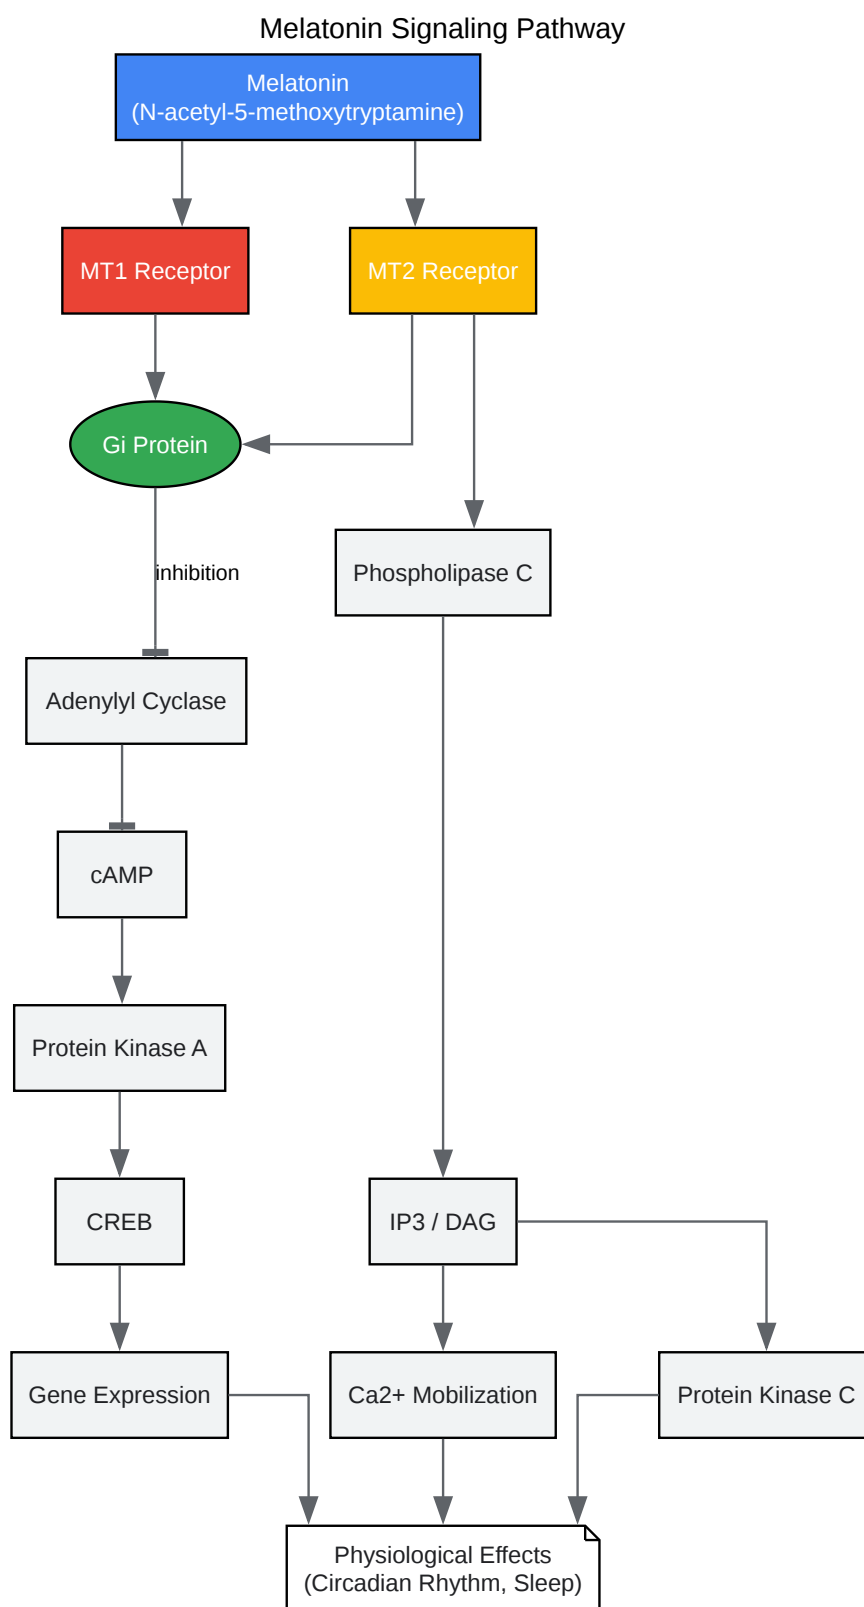 Melatonin Signaling Pathway
Melatonin
(N-acetyl-5-methoxytryptamine)
MT1 Receptor
MT2 Receptor
Gi Protein
inhibition
Phospholipase C
Adenylyl Cyclase
cAMP
Protein Kinase A
CREB
IP3 / DAG
Gene Expression
Ca2+ Mobilization
Protein Kinase C
Physiological Effects
(Circadian Rhythm, Sleep)